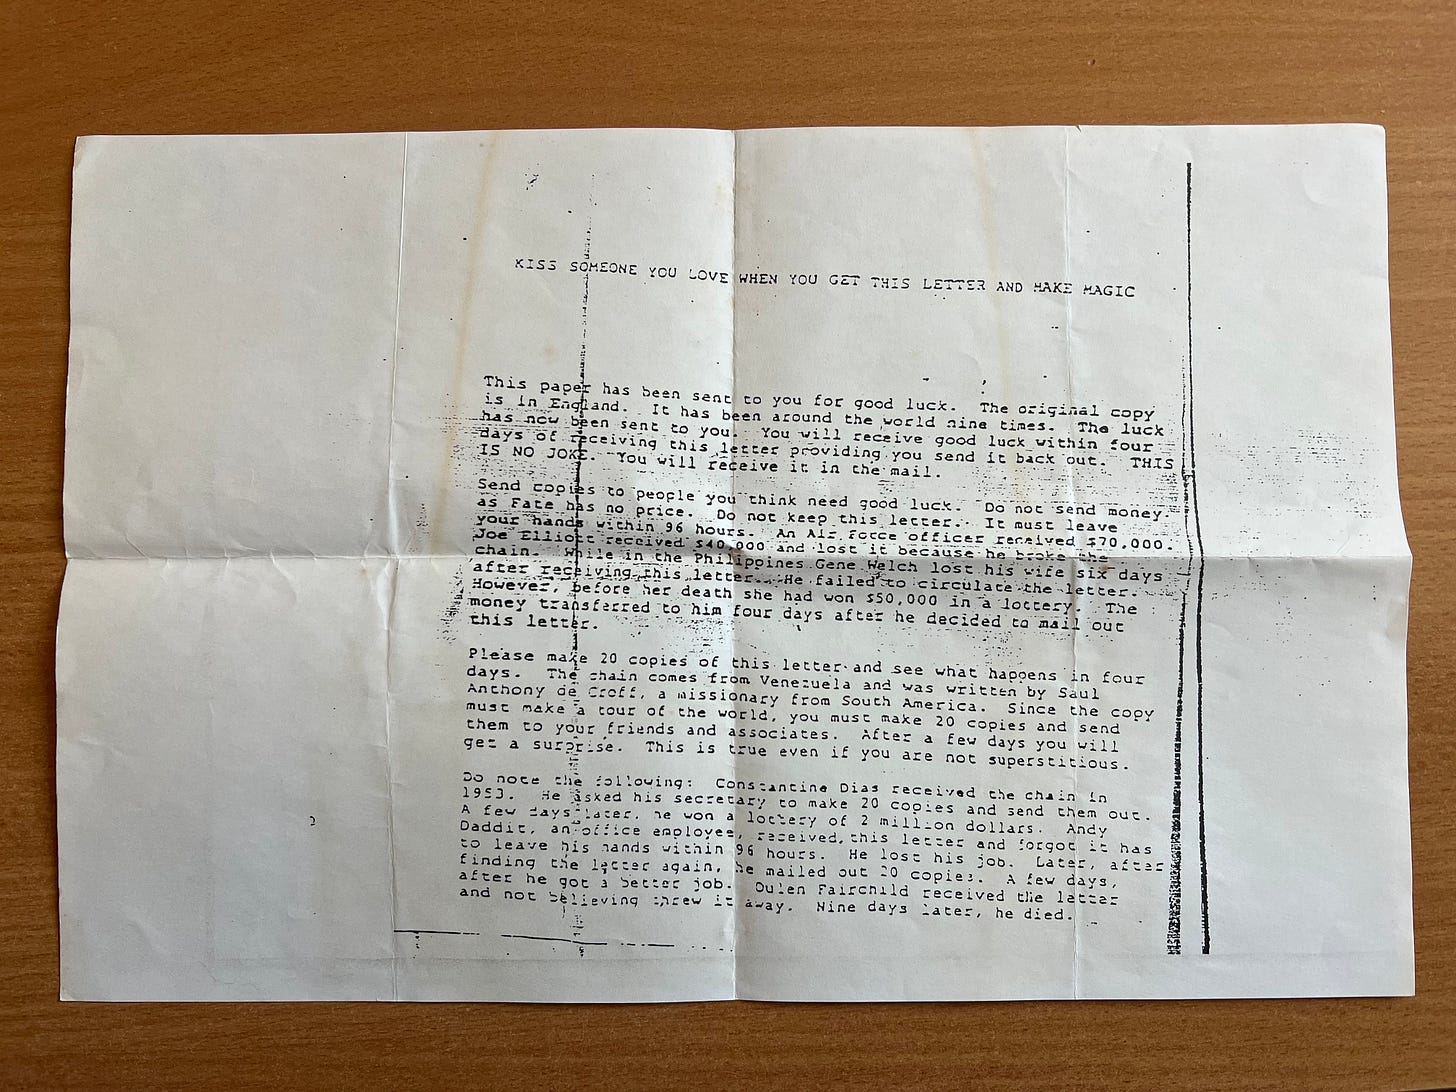 KISS SOMEONE YOU LOVE WHEN YOU GET THIS LETTER AND MAKE MAGIC
This paper has been sent to you for good luck. The original copy
is in England. It has been around the world nine times. The luck
has now been sent to you. You will receive good luck within four
days of receiving this letter providing you send it back out. THIS
IS NO JOKE. You will receive it in the mail.
Send copies to people you think need good luck. Do not send money
as Fate has no price. Do not keep this letter. It must leave
your hands within 96 hours. An Air Force officer received $70,000.
Joe Elliott received $40,000 and lost it because he broke the
chain. While in the Philippines Gene Welch lost his wife six days
after receiving this letter. He failed to circulate the letter.
However, before her death she had won $50,000 in a lottery. The
money transferred to him four days after he decided to mail out
this letter.
Please make 20 copies of this letter and see what happens in four
days. The chain comes from Venezuela and was written by Saul
Anthony de Croff, a missionary from South America. Since the copy
must make a tour of the world, you must make 20 copies and send
them to your friends and associates. After a few days you will
get a surprise. This is true even if you are not superstitious.
Do note the following: Constantine Dias received the chain in
1953. He asked his secretary to make 20 copies and send them out.
A few days later, he won a lottery of 2 million dollars. Andy
Daddit, an office employee, received this letter and forgot it has
to leave his hands within 96 hours. He lost his job. Later, after
finding the letter again, he mailed out 20 copies. A few days,
after he got a better job. Dulen Fairchild received the letter
and not believing threw it away. Nine days later, he died.